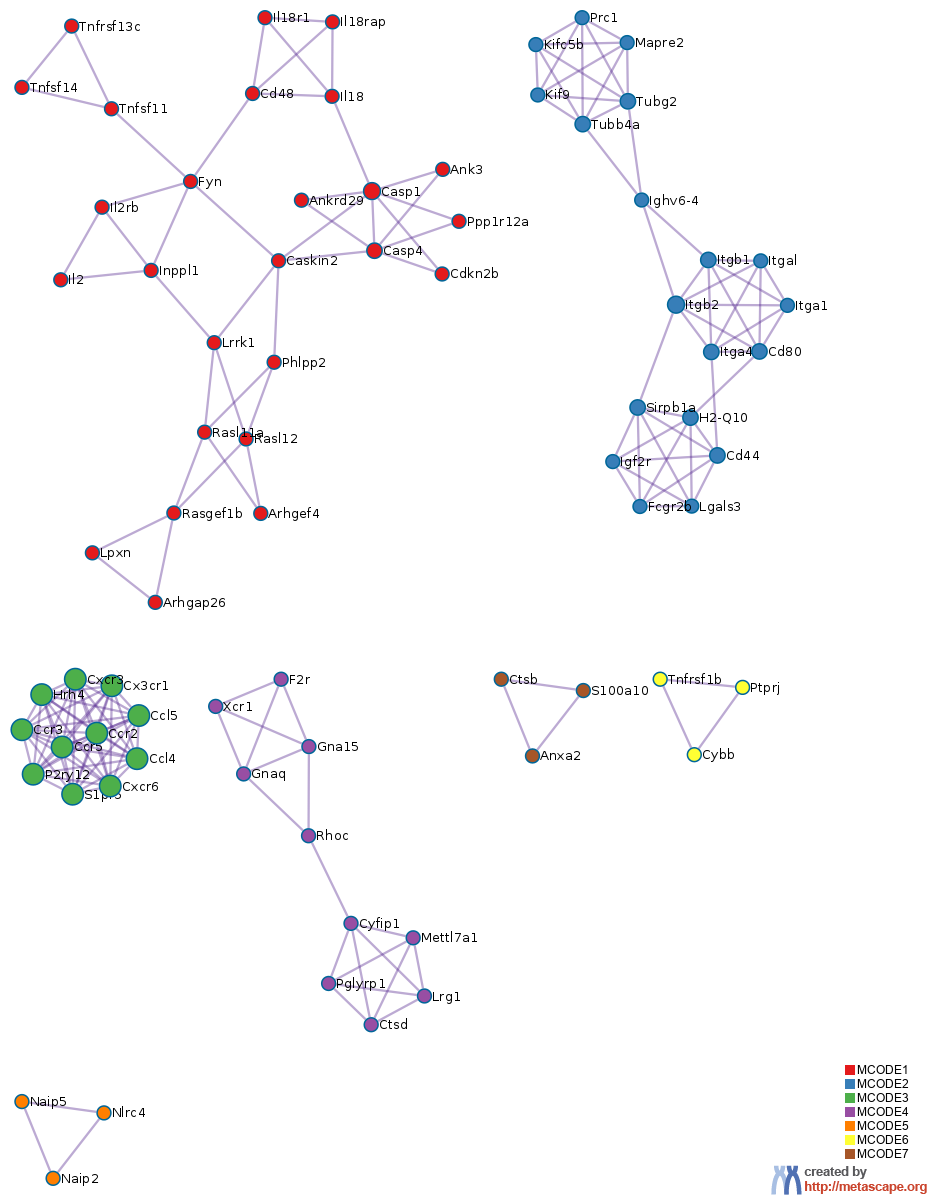 Tnfrsf13c
Tnfsf14
Tnfsf11
Il18r1
Il18rap
Cd48
Il18
Fyn
Il2rb
Il2
Inppl1
Ankrd29
Casp1
Ank3
Ppp1r12a
Casp4
Cdkn2b
Caskin2
Lrrk1
Phlpp2
Rasl11a
Rasl12
Rasgef1b
Arhgef4
Lpxn
Arhgap26
Prc1
Kifc5b
Mapre2
Kif9
Tubg2
Tubb4a
Ighv6-4
Itgb1
Itgal
Itgb2
Itga1
Itga4
Cd80
Sirpb1a
H2-Q10
Igf2r
Cd44
Fcgr2b
Lgals3
Cxcr3
Cx3cr1
Hrh4
Ccl5
Ccr3
Ccr2
Ccr5
Ccl4
P2ry12
Cxcr6
S1pr3
F2r
Xcr1
Gna15
Gnaq
Rhoc
Cyfip1
Mettl7a1
Pglyrp1
Lrg1
Ctsd
Ctsb
S100a10
Anxa2
Tnfrsf1b
Ptprj
Cybb
Naip5
Nlrc4
Naip2
MCODE1
MCODE2
MCODE3
MCODE4
MCODE5
MCODE6
MCODE7
created by
http://metascape.org